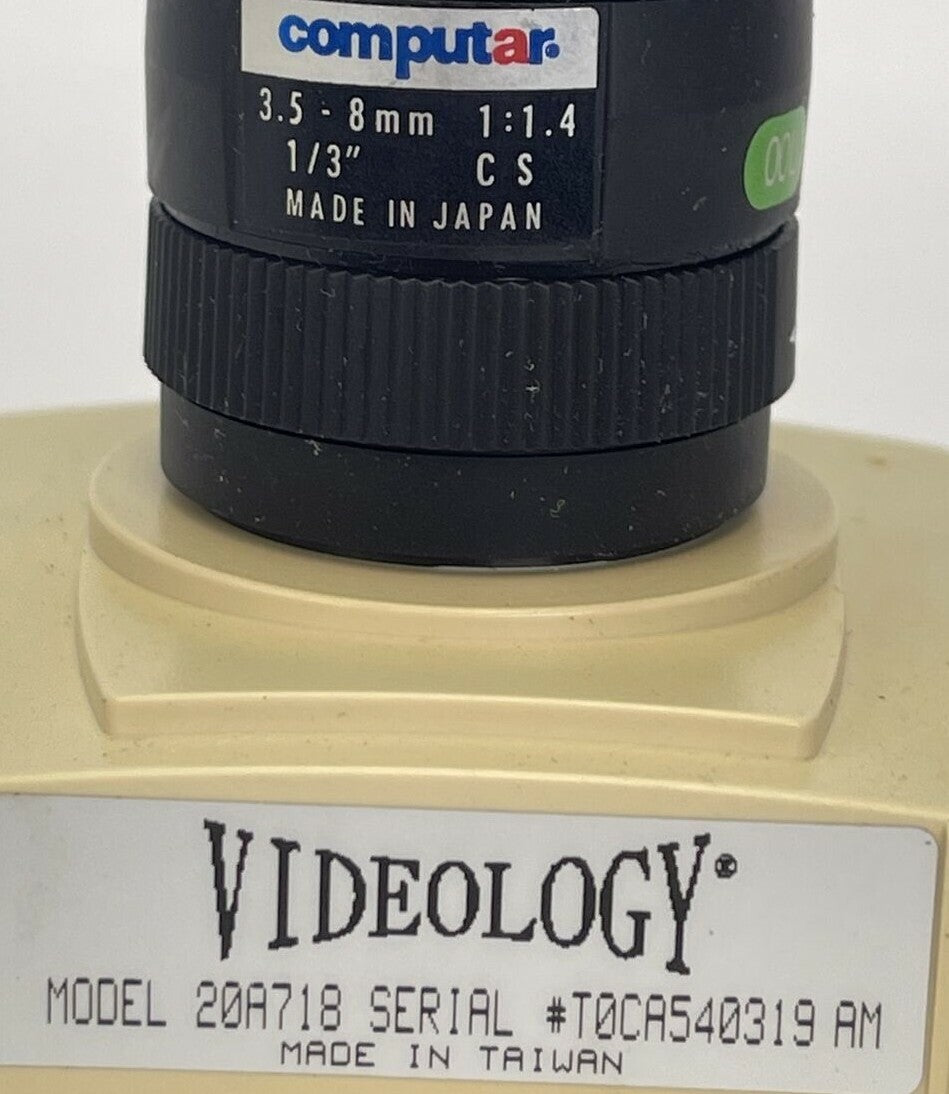 computar.
3.5 - 8mm 1:1.4
1/3" C S
MADE IN JAPAN
VIDEOLOGY®
MODEL 20A718 SERIAL #T0CA540319 AM
MADE IN TAIWAN